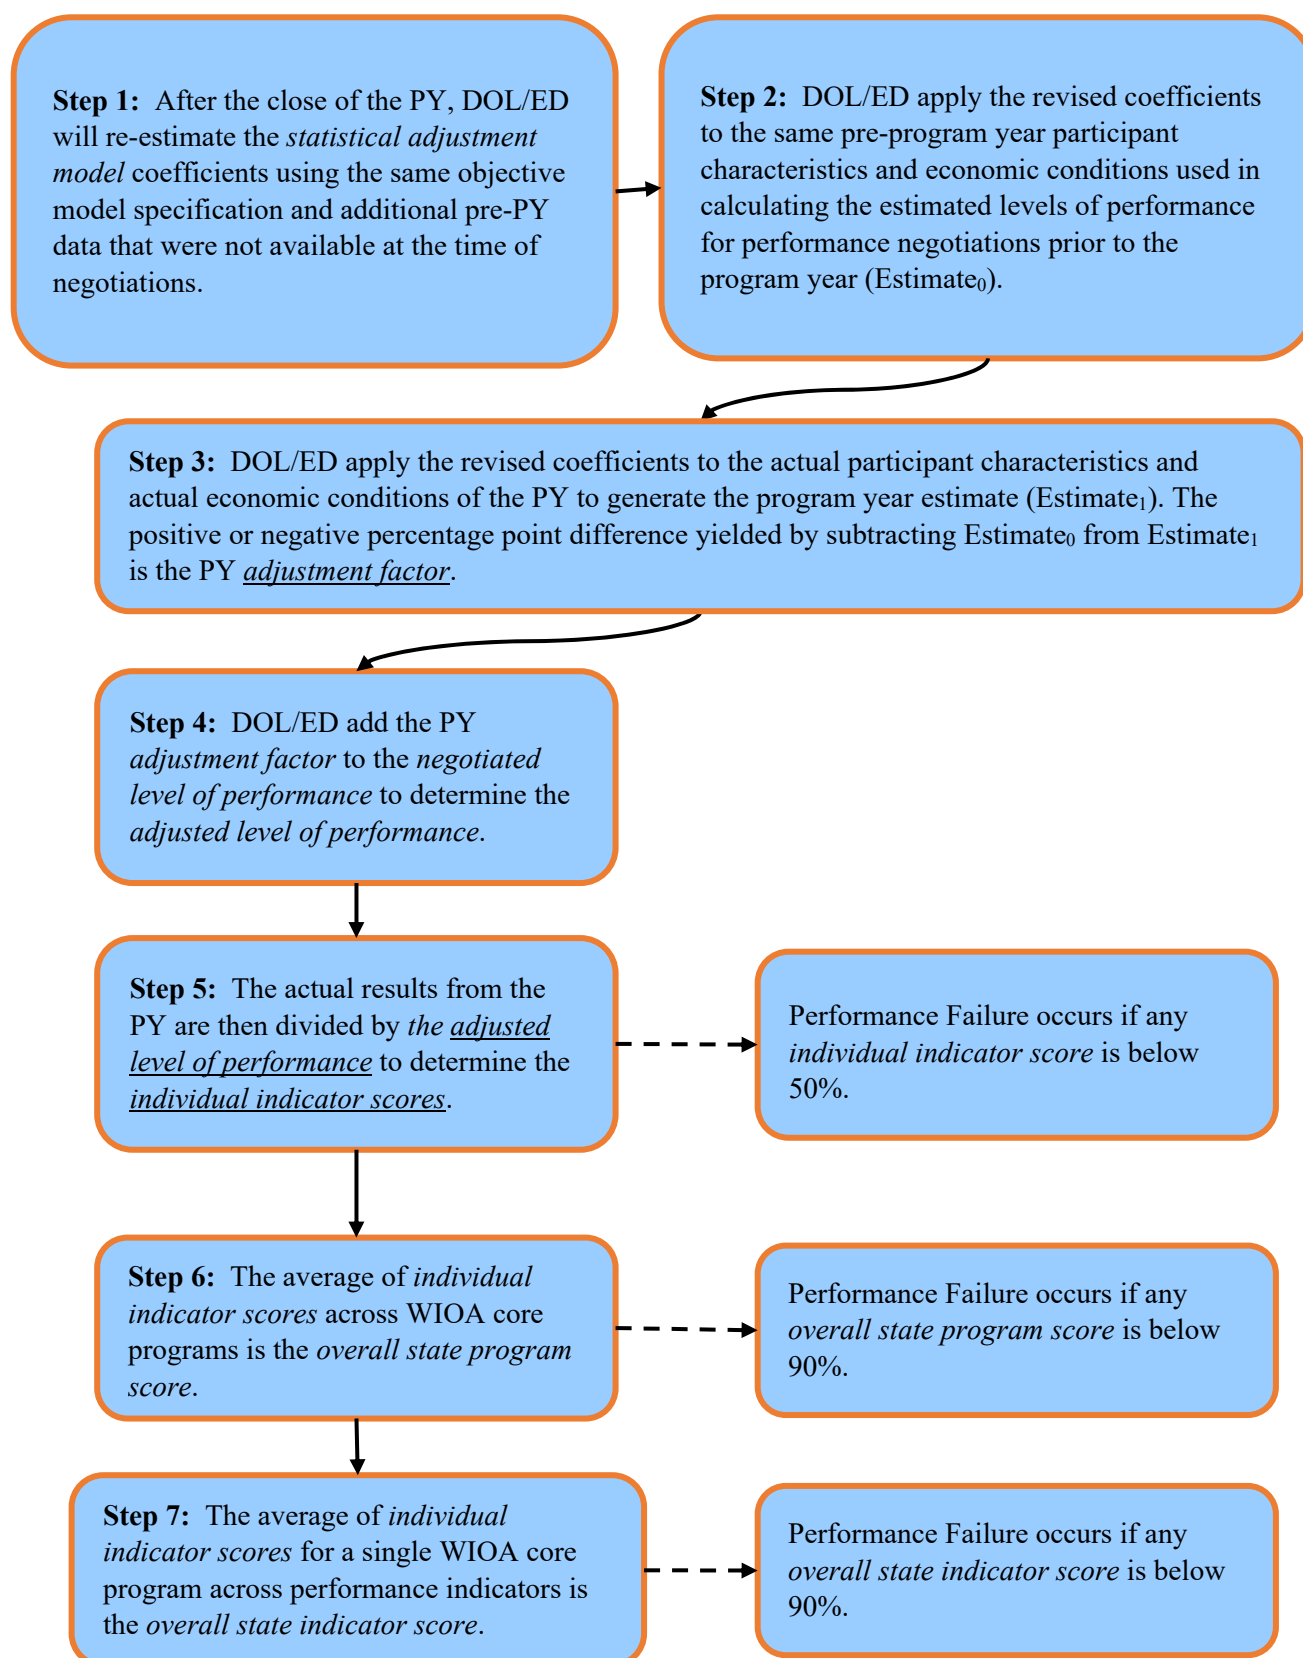 Step 1:  After the close of the PY, DOL/ED
will re-estimate the statistical adjustment
model coefficients using the same objective
model specification and additional pre-PY
data that were not available at the time of
negotiations.
Step 2:  DOL/ED apply the revised coefficients
to the same pre-program year participant
characteristics and economic conditions used in
calculating the estimated levels of performance
for performance negotiations prior to the
program year (Estimate₀).
Step 3:  DOL/ED apply the revised coefficients to the actual participant characteristics and
actual economic conditions of the PY to generate the program year estimate (Estimate₁). The
positive or negative percentage point difference yielded by subtracting Estimate₀ from Estimate₁
is the PY adjustment factor.
Step 4:  DOL/ED add the PY
adjustment factor to the negotiated
level of performance to determine the
adjusted level of performance.
Step 5:  The actual results from the
PY are then divided by the adjusted
level of performance to determine the
individual indicator scores.
Performance Failure occurs if any
individual indicator score is below
50%.
Step 6:  The average of individual
indicator scores across WIOA core
programs is the overall state program
score.
Performance Failure occurs if any
overall state program score is below
90%.
Step 7:  The average of individual
indicator scores for a single WIOA core
program across performance indicators is
the overall state indicator score.
Performance Failure occurs if any
overall state indicator score is below
90%.